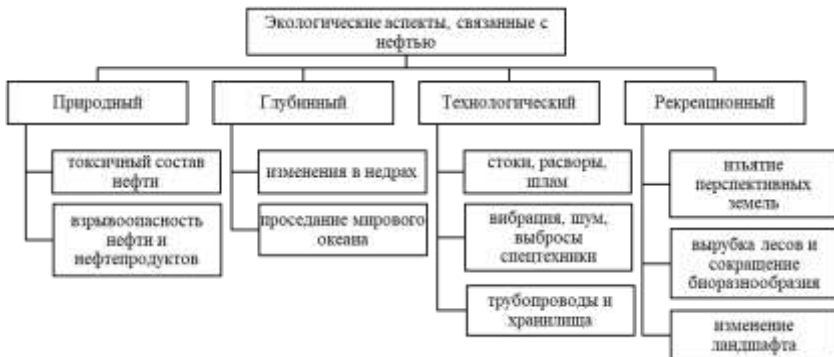 Экологические аспекты, связанные с
нефтью
Природный
Глубинный
Технологический
Рекреационный
токсичный состав
нефти
взрывоопасность
нефти и
нефтепродуктов
изменения в недрах
проседание мирового
океана
стоки, расворы,
шлам
вибрация, шум,
выбросы
спецтехники
трубопроводы и
хранилища
изъятие
перспективных
земель
вырубка лесов и
сокращение
биоразнообразия
изменение
ландшафта